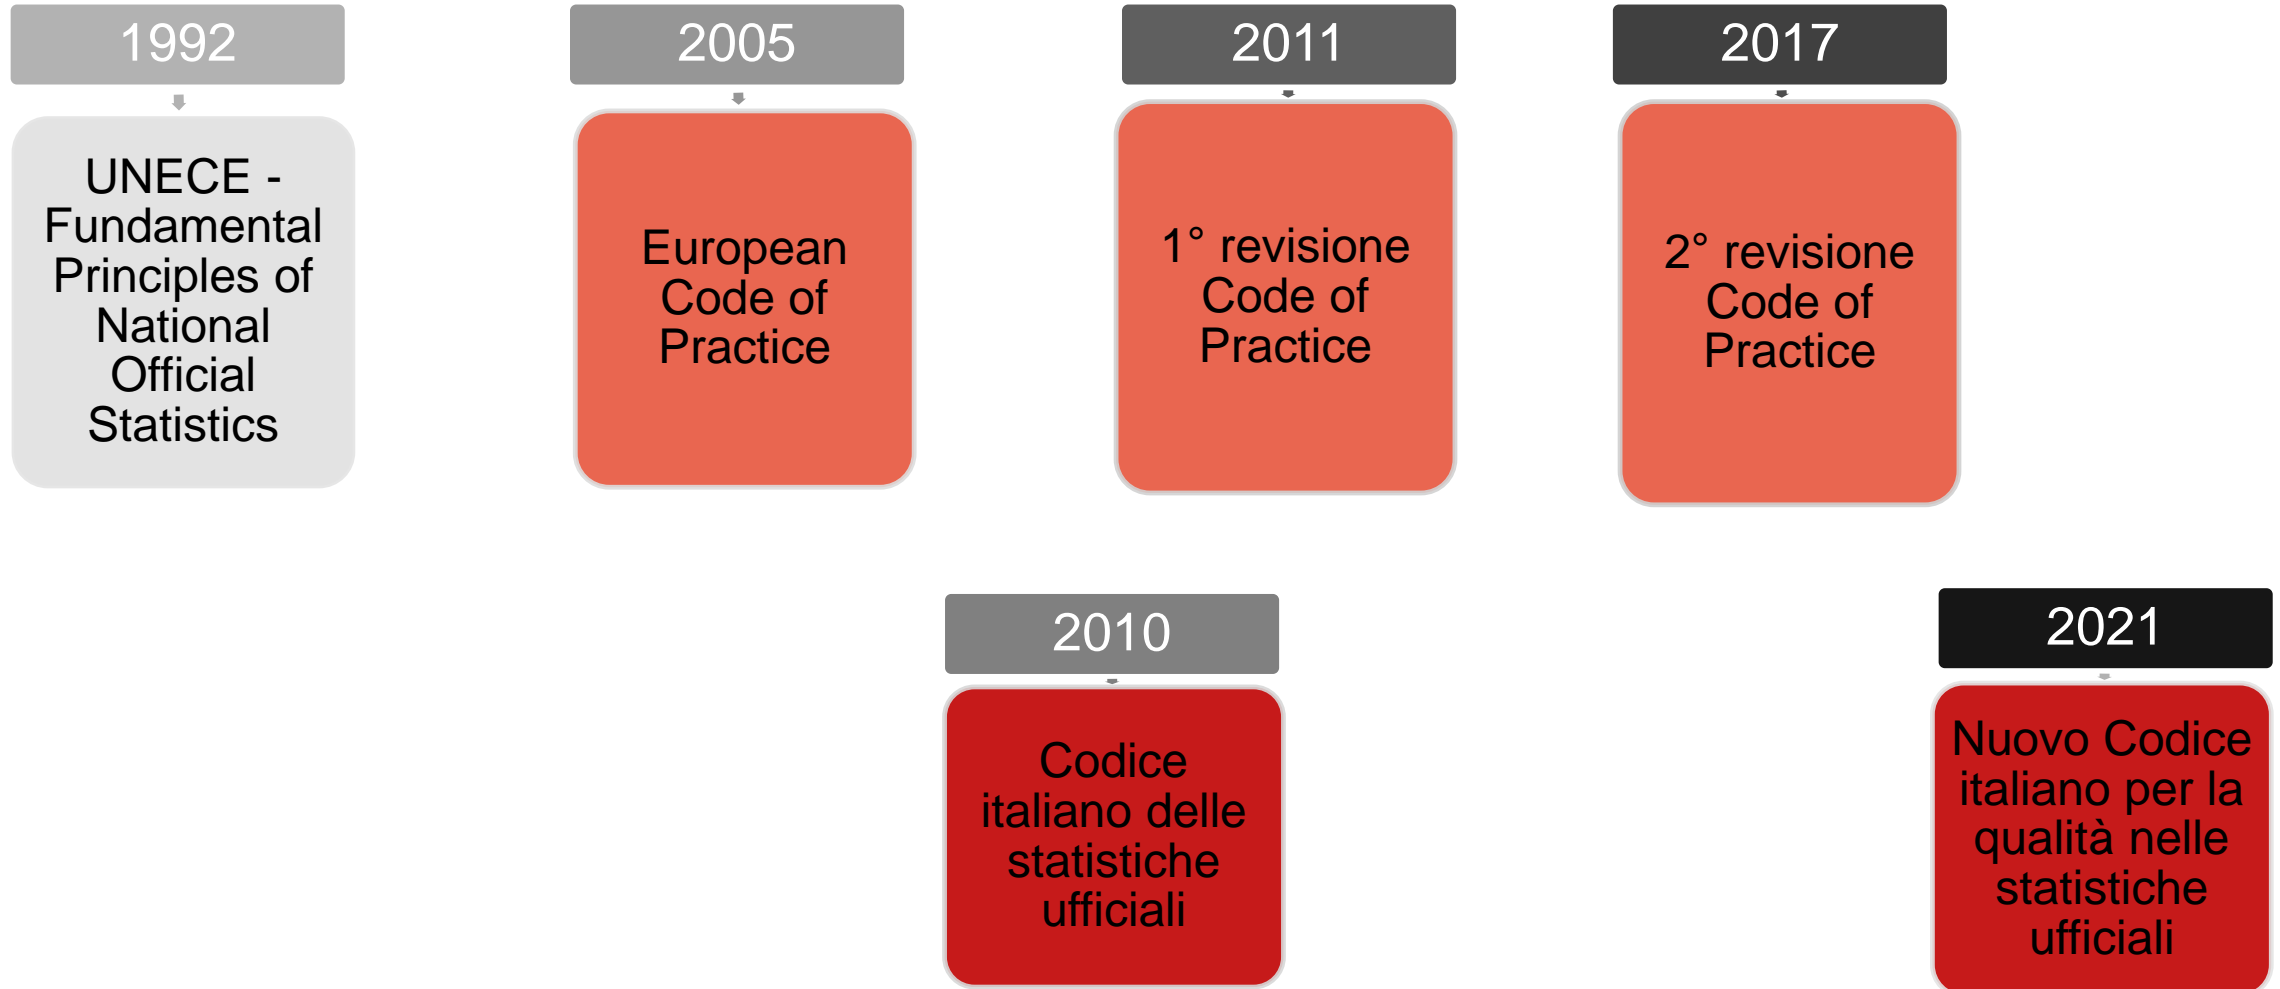 1992
UNECE -
Fundamental
Principles of
National
Official
Statistics
2005
European
Code of
Practice
2011
1° revisione
Code of
Practice
2017
2° revisione
Code of
Practice
2010
Codice
italiano delle
statistiche
ufficiali
2021
Nuovo Codice
italiano per la
qualità nelle
statistiche
ufficiali